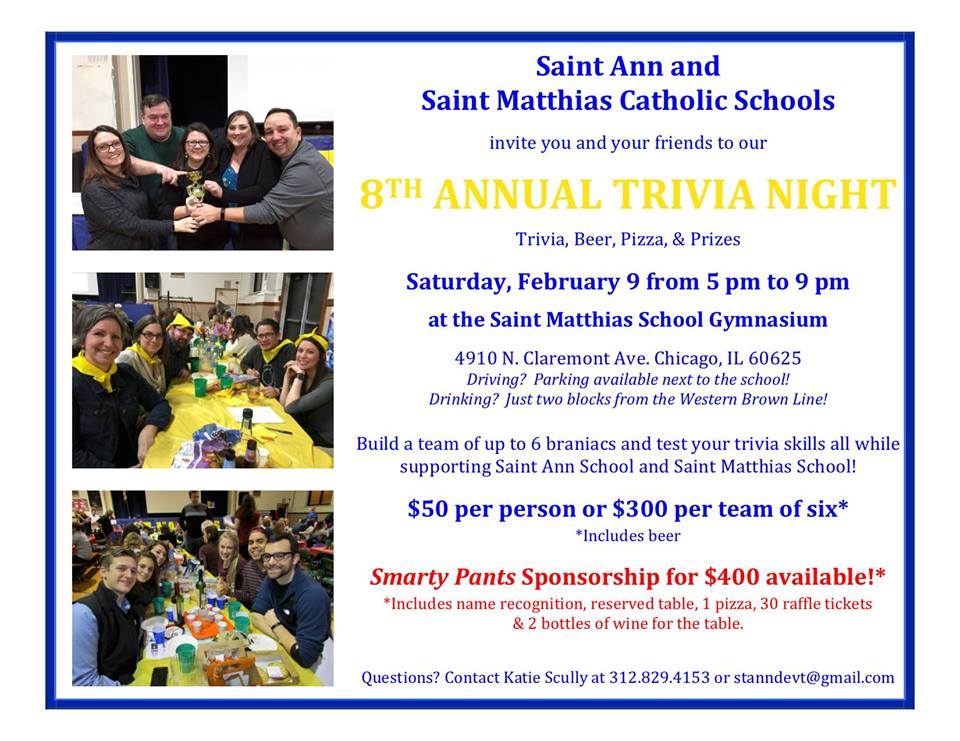 Saint Ann and
Saint Matthias Catholic Schools
invite you and your friends to our
8TH ANNUAL TRIVIA NIGHT
Trivia, Beer, Pizza, & Prizes
Saturday, February 9 from 5 pm to 9 pm
at the Saint Matthias School Gymnasium
4910 N. Claremont Ave. Chicago, IL 60625
Driving? Parking available next to the school!
Drinking? Just two blocks from the Western Brown Line!
Build a team of up to 6 braniacs and test your trivia skills all while
supporting Saint Ann School and Saint Matthias School!
$50 per person or $300 per team of six*
*Includes beer
Smarty Pants Sponsorship for $400 available!*
*Includes name recognition, reserved table, 1 pizza, 30 raffle tickets
& 2 bottles of wine for the table.
Questions? Contact Katie Scully at 312.829.4153 or stanndevt@gmail.com